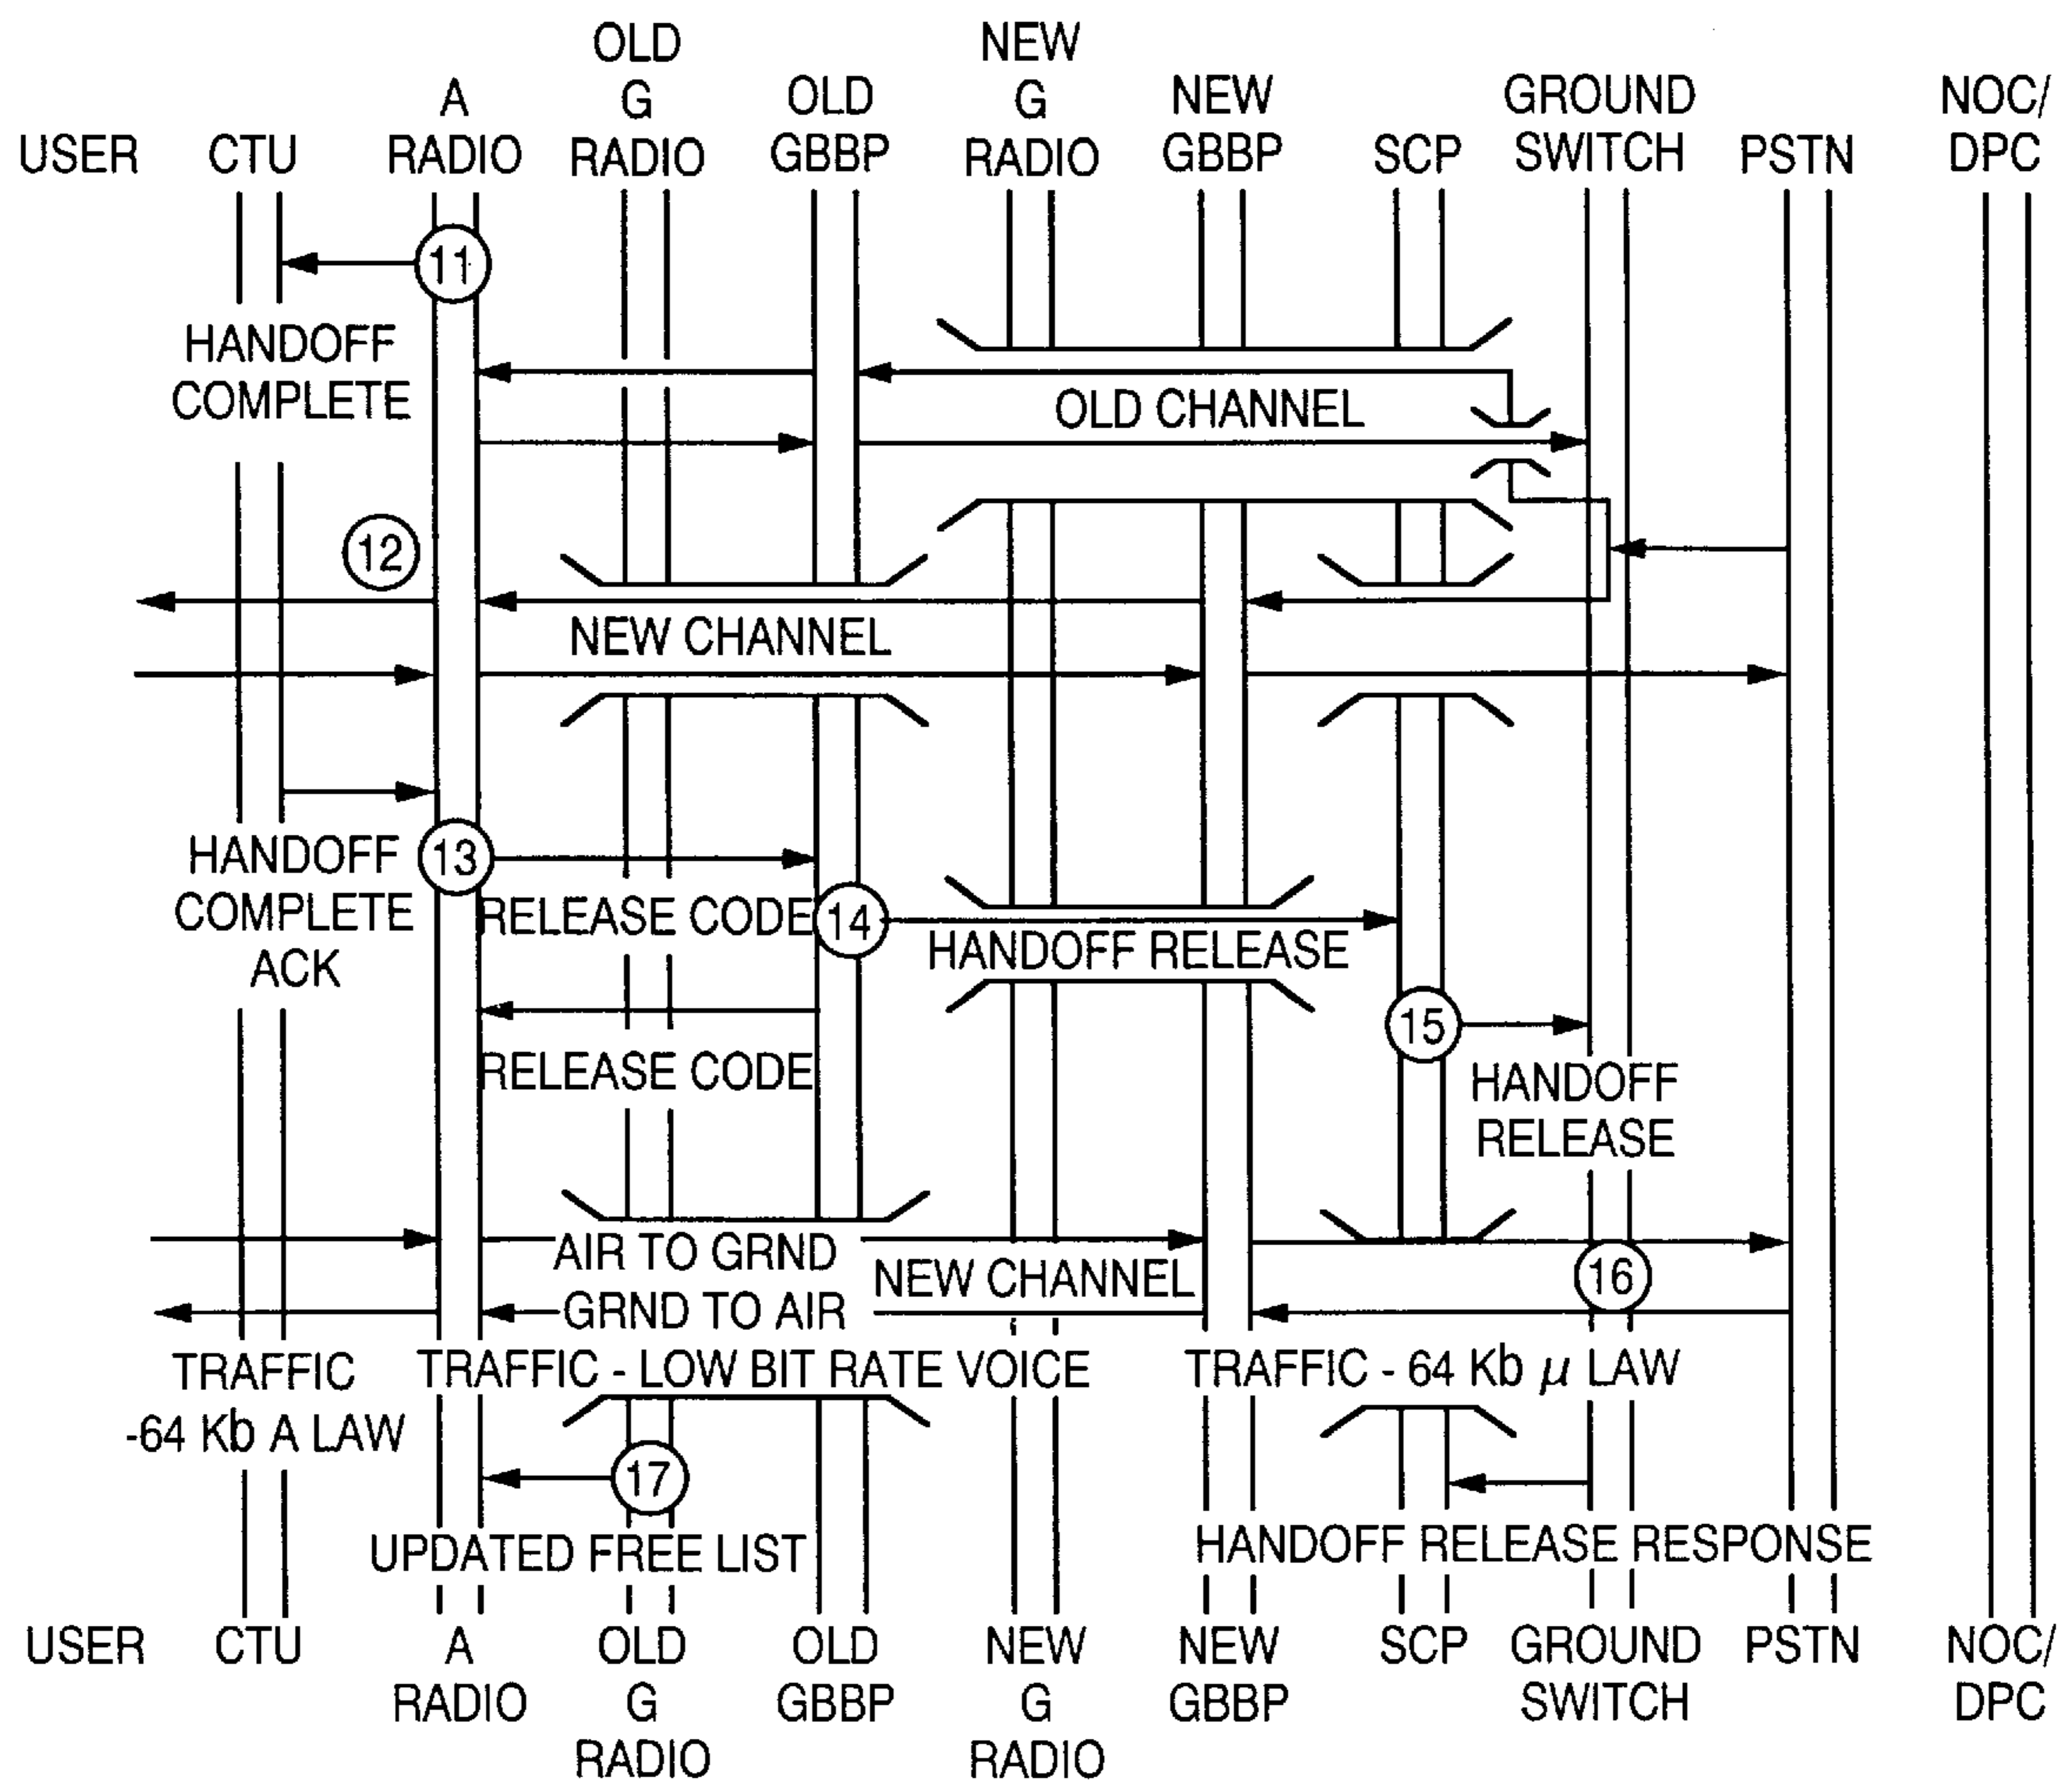 USER CTU A RADIO OLD G RADIO OLD GBBP NEW G RADIO NEW GBBP SCP GROUND SWITCH PSTN NOC/ DPC
11
HANDOFF
COMPLETE
OLD CHANNEL
12
NEW CHANNEL
13
HANDOFF
COMPLETE
ACK
RELEASE CODE
14
HANDOFF RELEASE
15
RELEASE CODE
HANDOFF
RELEASE
AIR TO GRND
NEW CHANNEL
16
GRND TO AIR
TRAFFIC
-64 Kb A LAW
TRAFFIC - LOW BIT RATE VOICE
TRAFFIC - 64 Kb μ LAW
17
UPDATED FREE LIST
HANDOFF RELEASE RESPONSE
USER CTU A RADIO OLD G RADIO OLD GBBP NEW G RADIO NEW GBBP SCP GROUND SWITCH PSTN NOC/ DPC